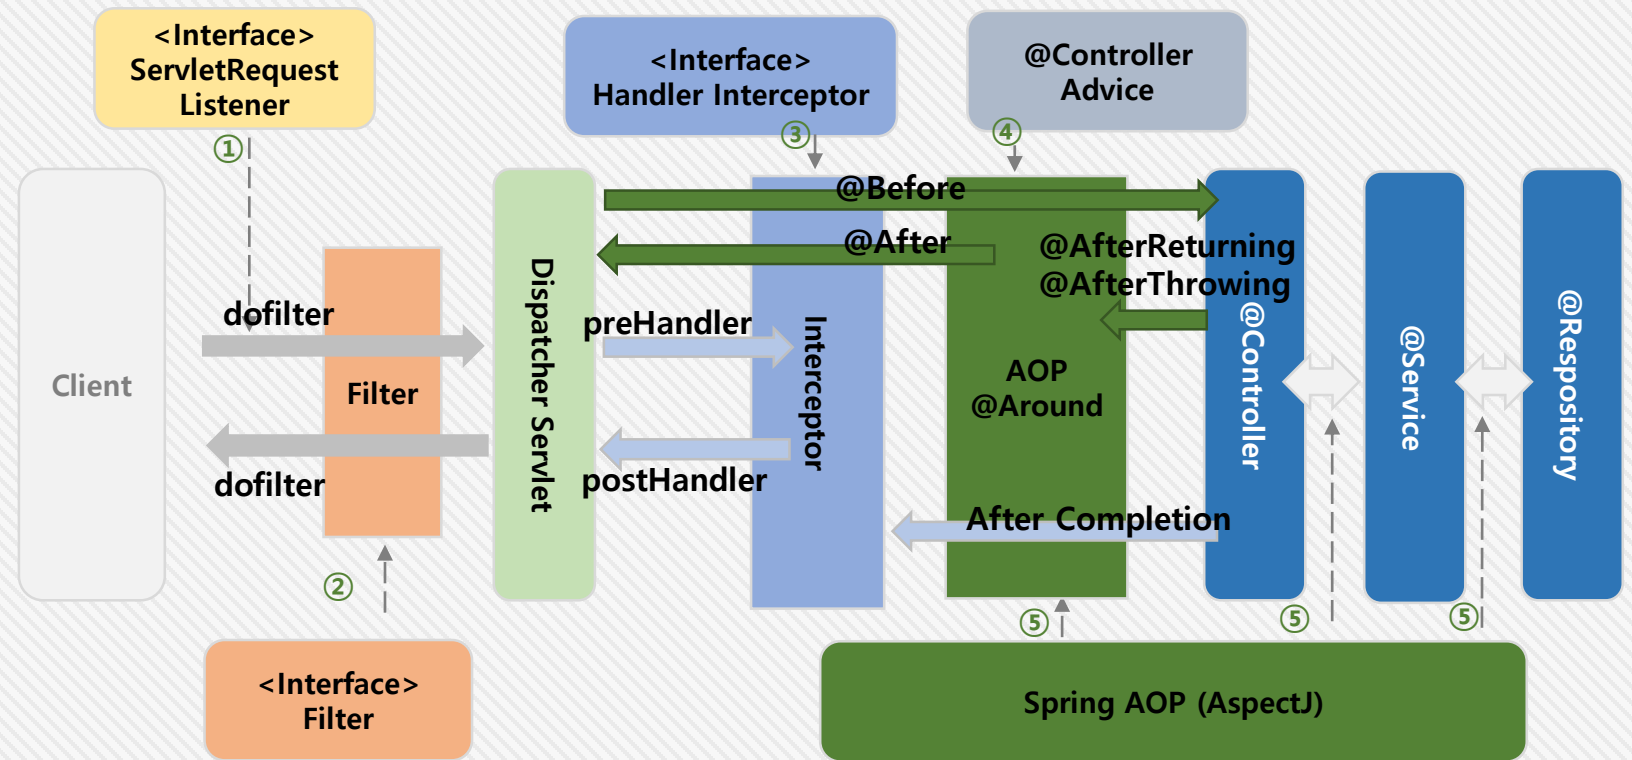 <Interface>
ServletRequest
Listener
<Interface>
Handler Interceptor
@Controller
Advice
①
③
④
Client
dofilter
Filter
dofilter
Dispatcher Servlet
preHandler
postHandler
Interceptor
@Before
@After
@AfterReturning
@AfterThrowing
AOP
@Around
After Completion
@Controller
@Service
@Respository
②
⑤
⑤
⑤
<Interface>
Filter
Spring AOP (AspectJ)